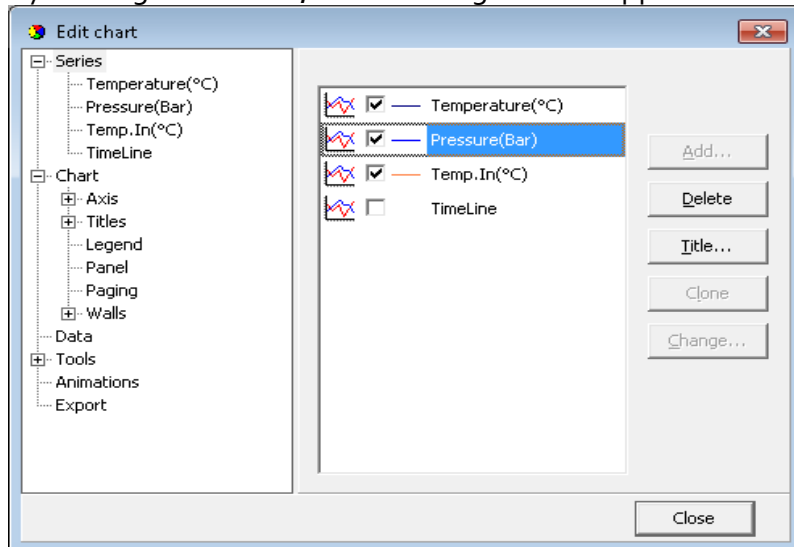 Edit chart
Series
Temperature(°C)
Pressure(Bar)
Temp.In(°C)
TimeLine
Chart
Axis
Titles
Legend
Panel
Paging
Walls
Data
Tools
Animations
Export
Temperature(°C)
Pressure(Bar)
Temp.In(°C)
TimeLine
Add...
Delete
Title...
Clone
Change...
Close